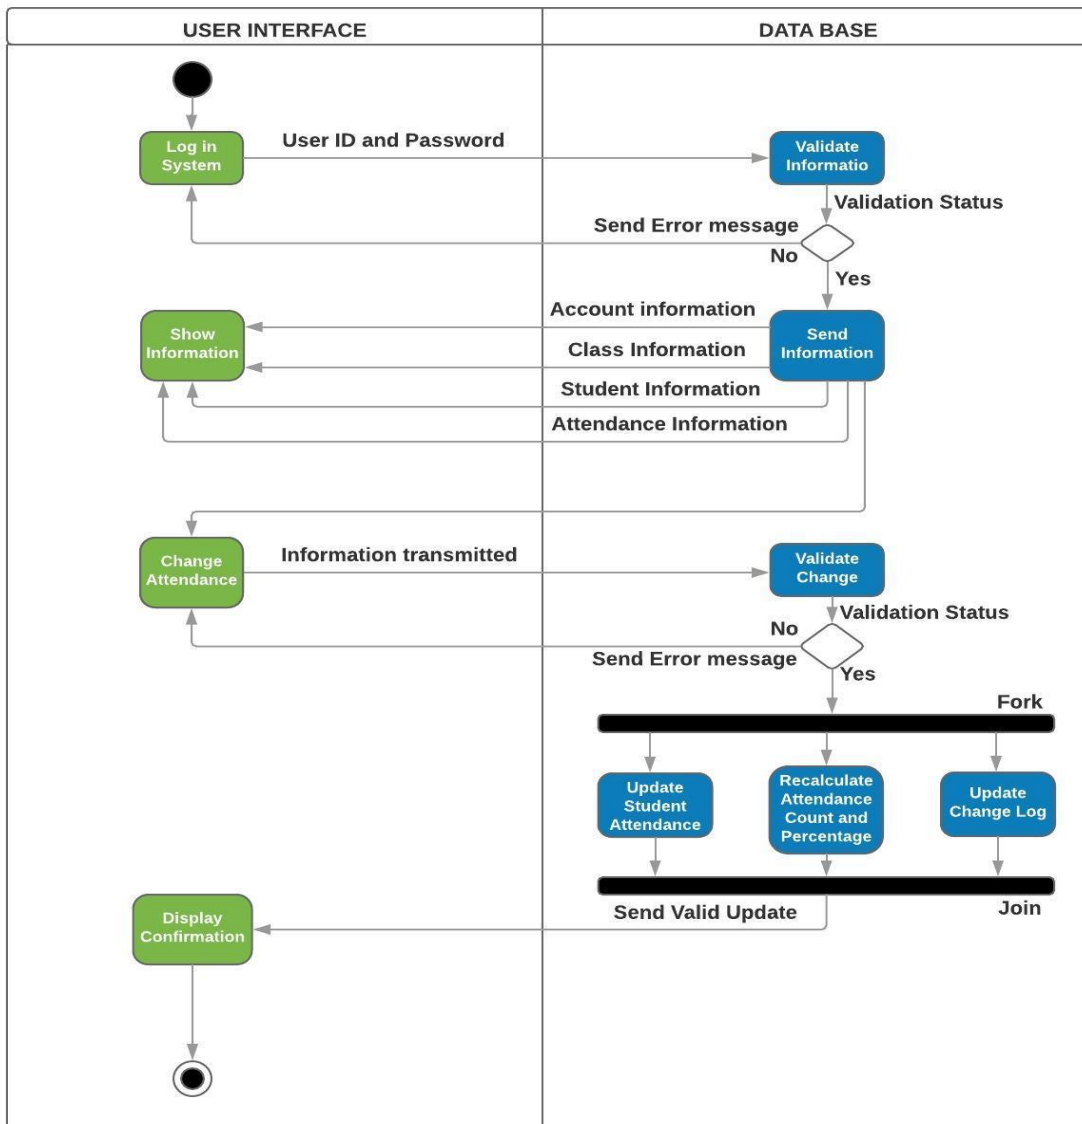 USER INTERFACE
DATA BASE
Log in
System
User ID and Password
Validate
Informatio
Validation Status
Send Error message
No
Yes
Account information
Show
Information
Send
Information
Class Information
Student Information
Attendance Information
Change
Attendance
Information transmitted
Validate
Change
Validation Status
No
Send Error message
Yes
Fork
Update
Student
Attendance
Recalculate
Attendance
Count and
Percentage
Update
Change Log
Join
Send Valid Update
Display
Confirmation